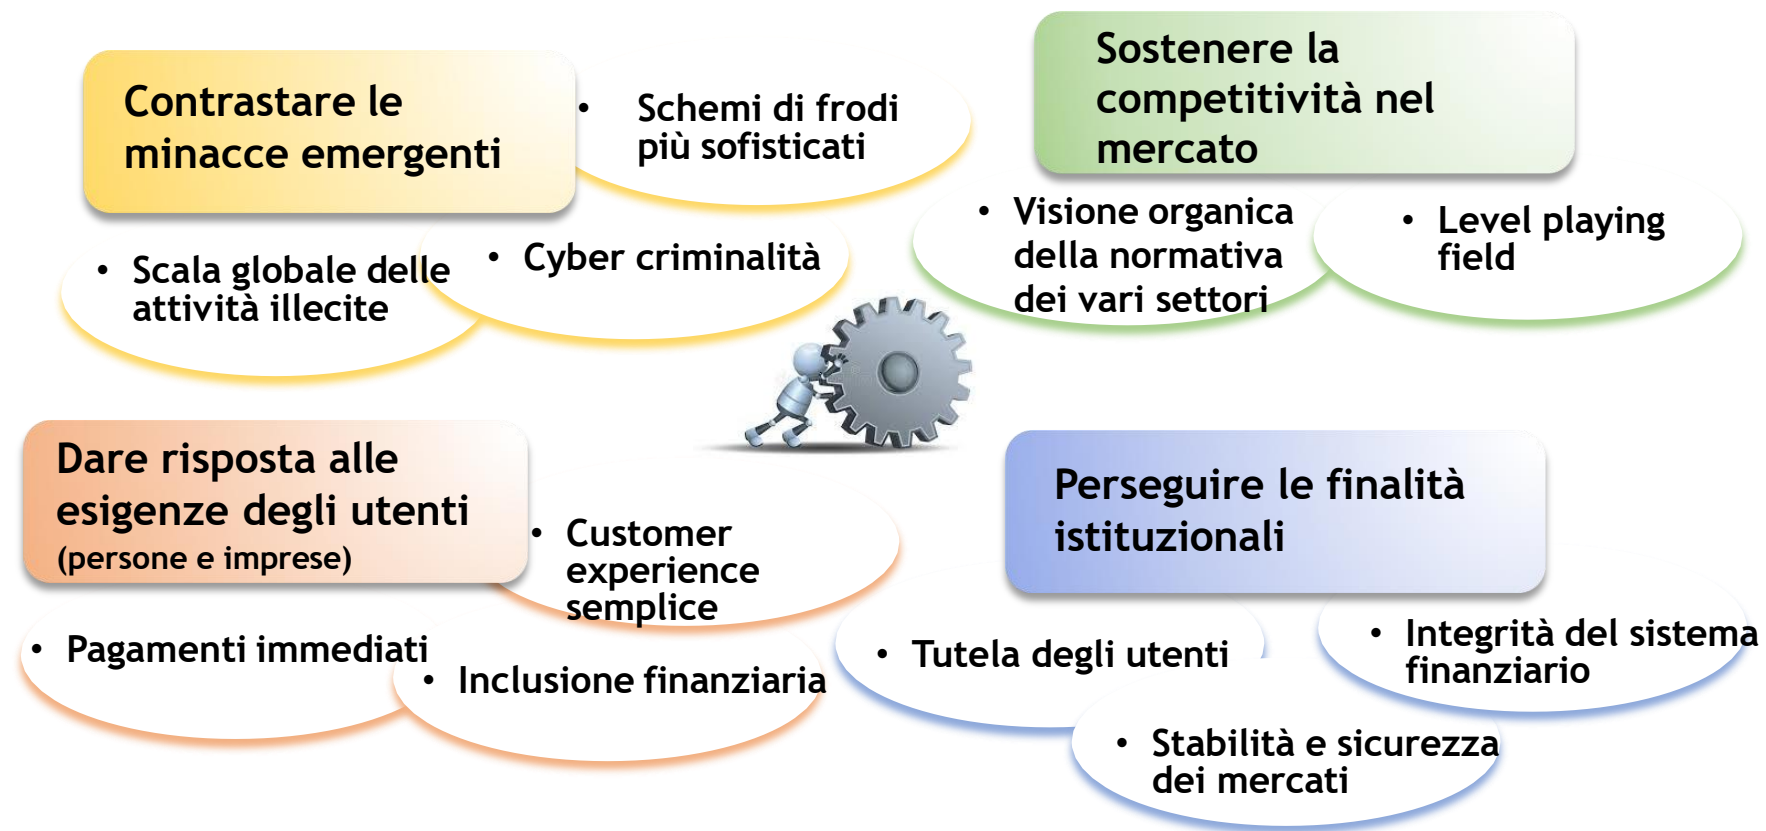 Contrastare le
minacce emergenti
• Schemi di frodi
più sofisticati
• Scala globale delle
attività illecite
• Cyber criminalità
Sostenere la
competitività nel
mercato
• Visione organica
della normativa
dei vari settori
• Level playing
field
Dare risposta alle
esigenze degli utenti
(persone e imprese)
• Customer
experience
semplice
• Pagamenti immediati
• Inclusione finanziaria
Perseguire le finalità
istituzionali
• Tutela degli utenti
• Integrità del sistema
finanziario
• Stabilità e sicurezza
dei mercati